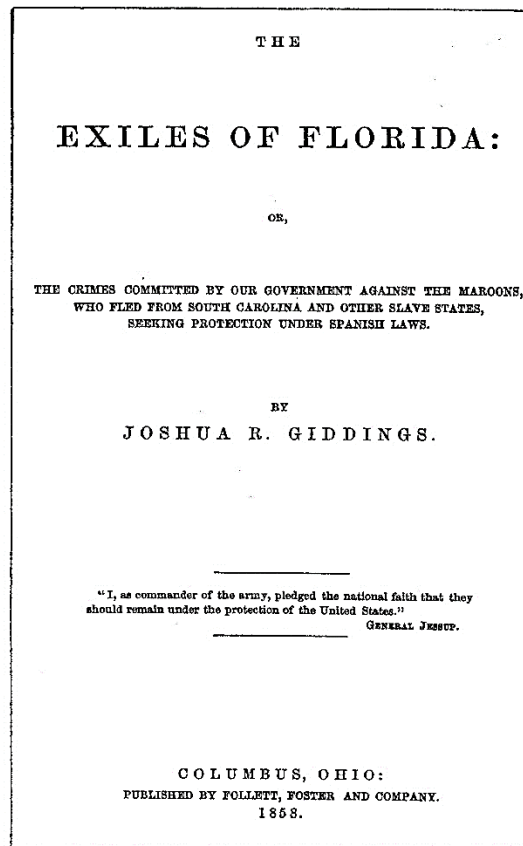 THE
EXILES OF FLORIDA:
OR,
THE CRIMES COMMITTED BY OUR GOVERNMENT AGAINST THE MAROONS,
WHO FLED FROM SOUTH CAROLINA AND OTHER SLAVE STATES,
SEEKING PROTECTION UNDER SPANISH LAWS.
BY
JOSHUA R. GIDDINGS.
“I, as commander of the army, pledged the national faith that they
should remain under the protection of the United States.”
GENERAL JESSUP.
COLUMBUS, OHIO:
PUBLISHED BY FOLLETT, FOSTER AND COMPANY.
1858.